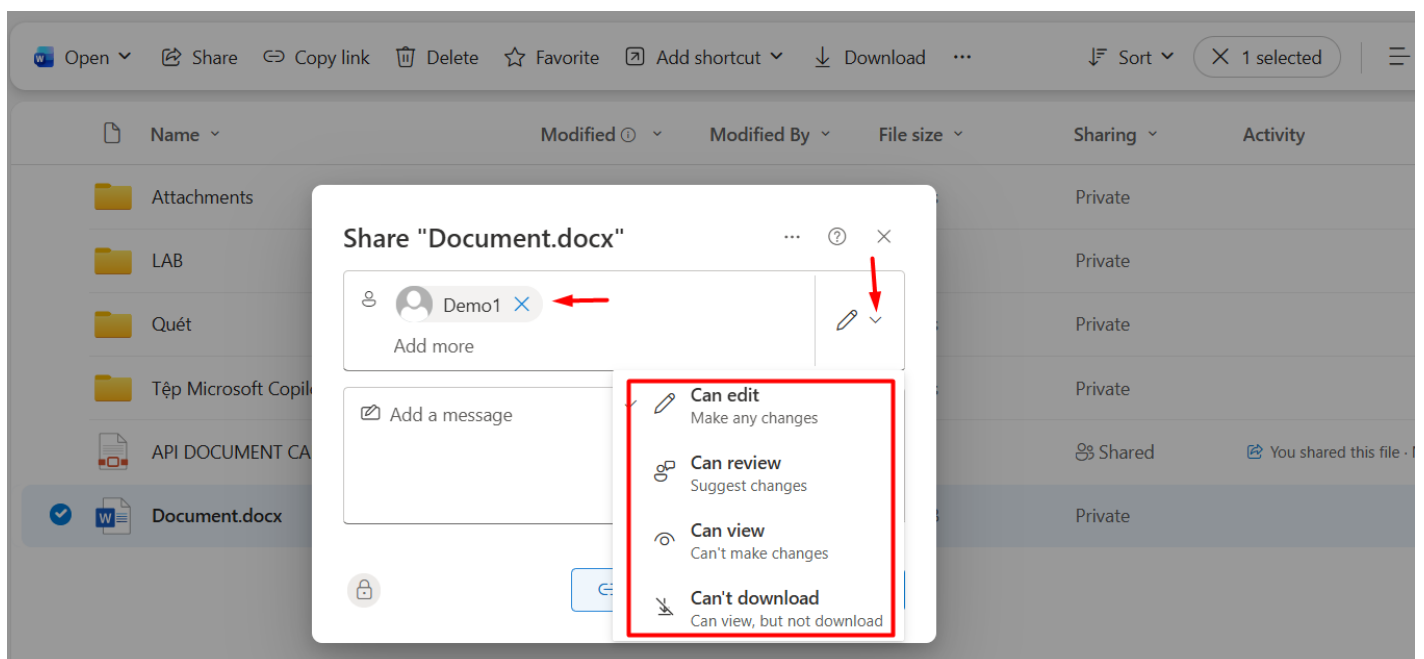 Open Share Copy link Delete Favorite Add shortcut Download ... Sort 1 selected
Name Modified Modified By File size Sharing Activity
Attachments Private
LAB Private
Quét Private
Tệp Microsoft Copil Private
API DOCUMENT CA Shared You shared this file ·
Document.docx Private
Share "Document.docx" ...
Demo1
Add more
Add a message
Can edit
Make any changes
Can review
Suggest changes
Can view
Can't make changes
Can't download
Can view, but not download